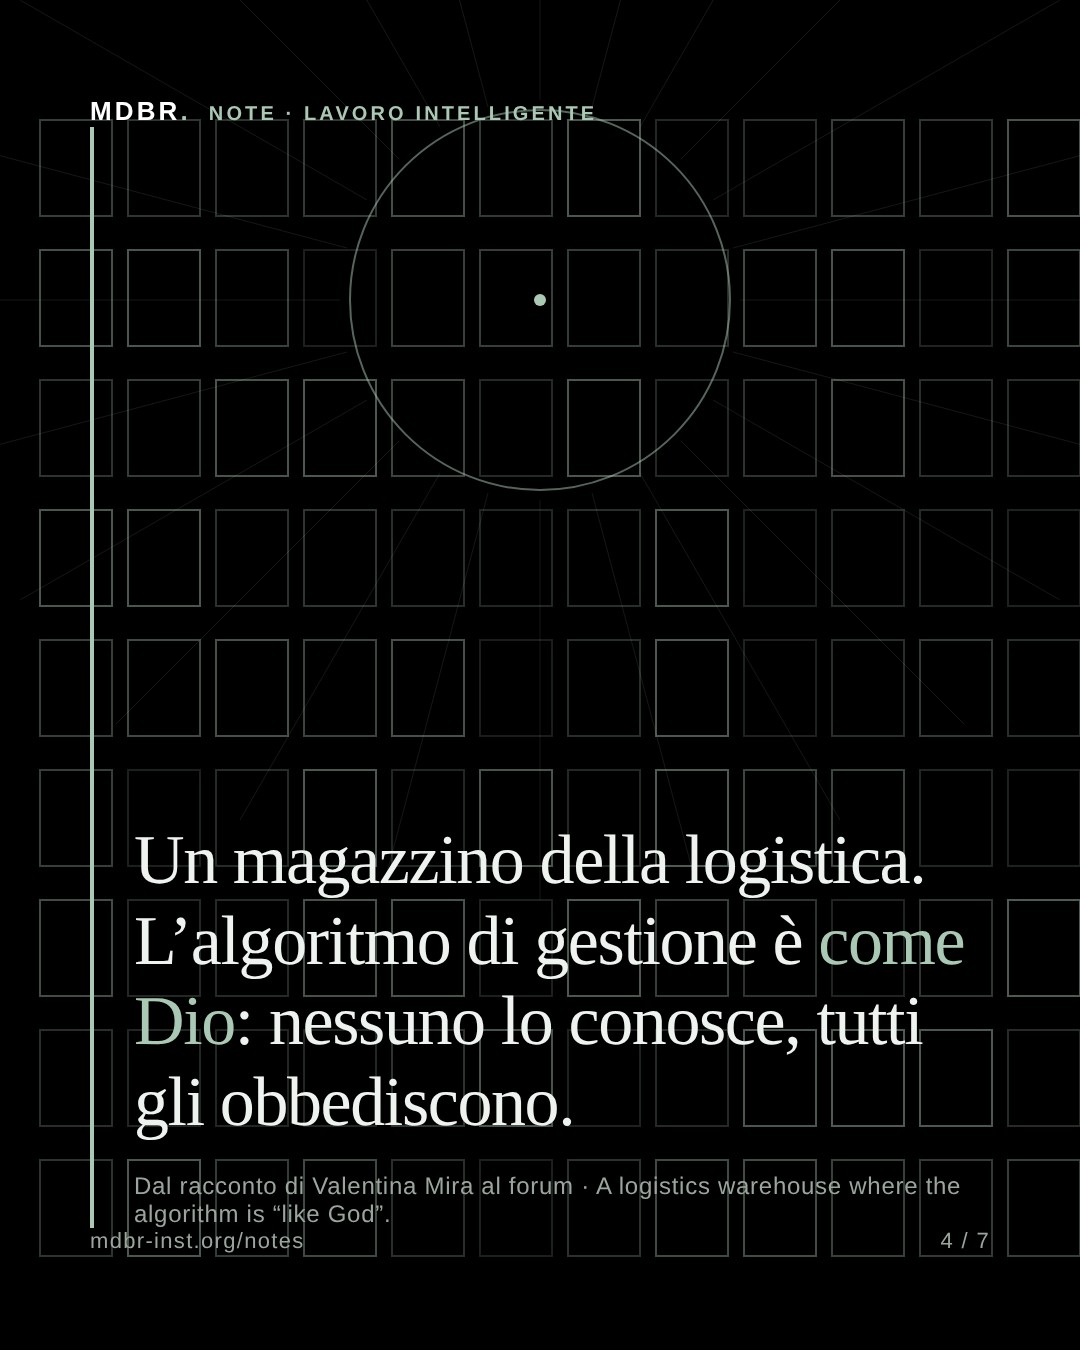 MDBR. NOTE · LAVORO INTELLIGENTE
Un magazzino della logistica.
L’algoritmo di gestione è come
Dio: nessuno lo conosce, tutti
gli obbediscono.
Dal racconto di Valentina Mira al forum · A logistics warehouse where the
algorithm is “like God”.
mdbr-inst.org/notes
4 / 7